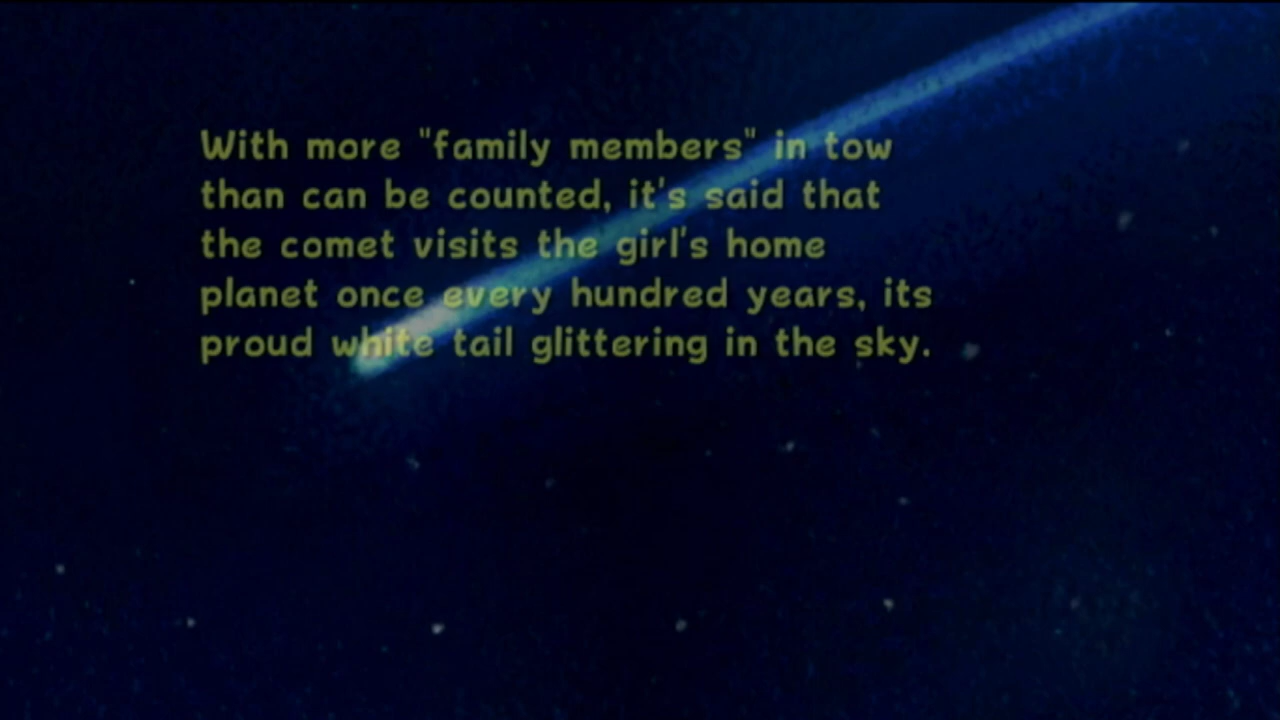 With more "family members" in tow
than can be counted, it's said that
the comet visits the girl's home
planet once every hundred years, its
proud white tail glittering in the sky.